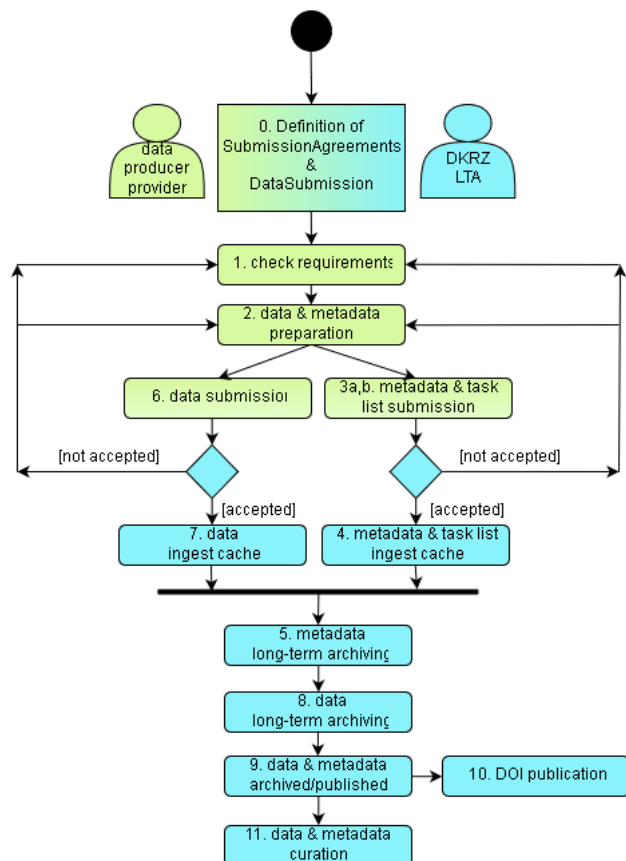 data
producer
provider
0. Definition of
SubmissionAgreements
&
DataSubmission
DKRZ
LTA
1. check requirements
2. data & metadata
preparation
6. data submission
3a,b. metadata & task
list submission
[not accepted]
[not accepted]
[accepted]
[accepted]
7. data
ingest cache
4. metadata & task list
ingest cache
5. metadata
long-term archiving
8. data
long-term archiving
9. data & metadata
archived/published
10. DOI publication
11. data & metadata
curation